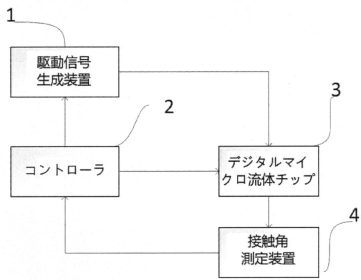 1
駆動信号
生成装置
2
コントローラ
3
デジタルマイ
クロ流体チップ
4
接触角
測定装置